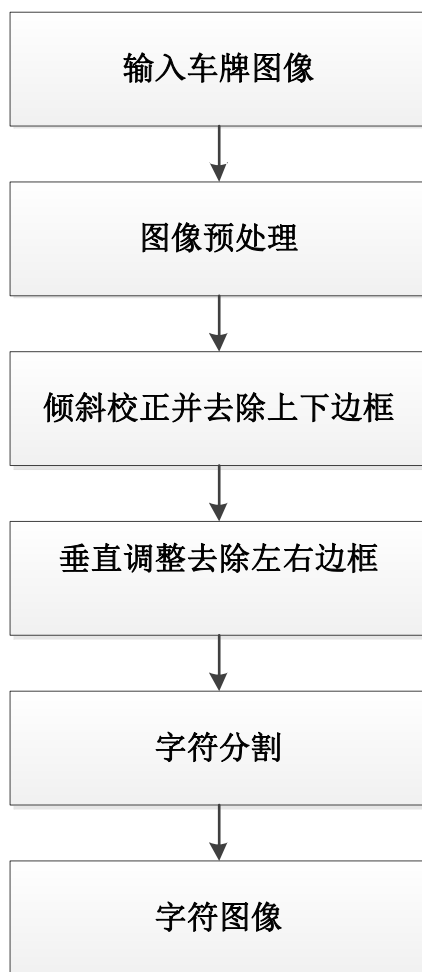 输入车牌图像
图像预处理
倾斜校正并去除上下边框
垂直调整去除左右边框
字符分割
字符图像